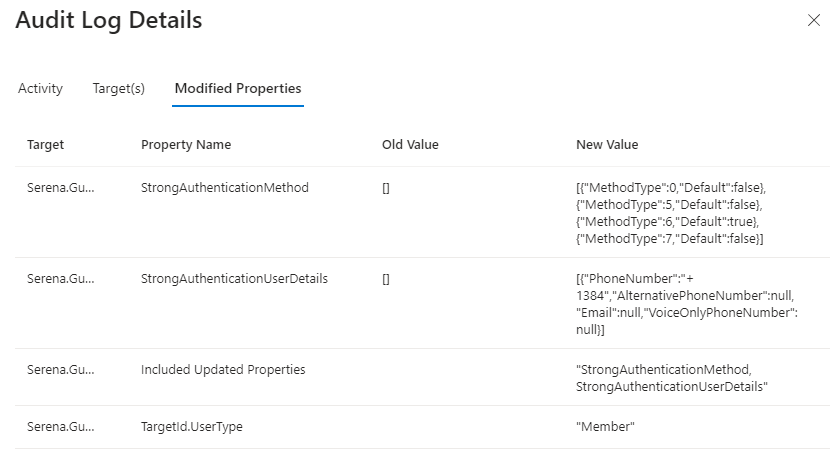 Audit Log Details
Activity Target(s) Modified Properties
Target Property Name Old Value New Value
Serena.Gu... StrongAuthenticationMethod [] [{"MethodType":0,"Default":false},
{"MethodType":5,"Default":false},
{"MethodType":6,"Default":true},
{"MethodType":7,"Default":false}]
Serena.Gu... StrongAuthenticationUserDetails [] [{"PhoneNumber":"+
1384","AlternativePhoneNumber":null,
"Email":null,"VoiceOnlyPhoneNumber":
null}]
Serena.Gu... Included Updated Properties "StrongAuthenticationMethod,
StrongAuthenticationUserDetails"
Serena.Gu... TargetId.UserType "Member"